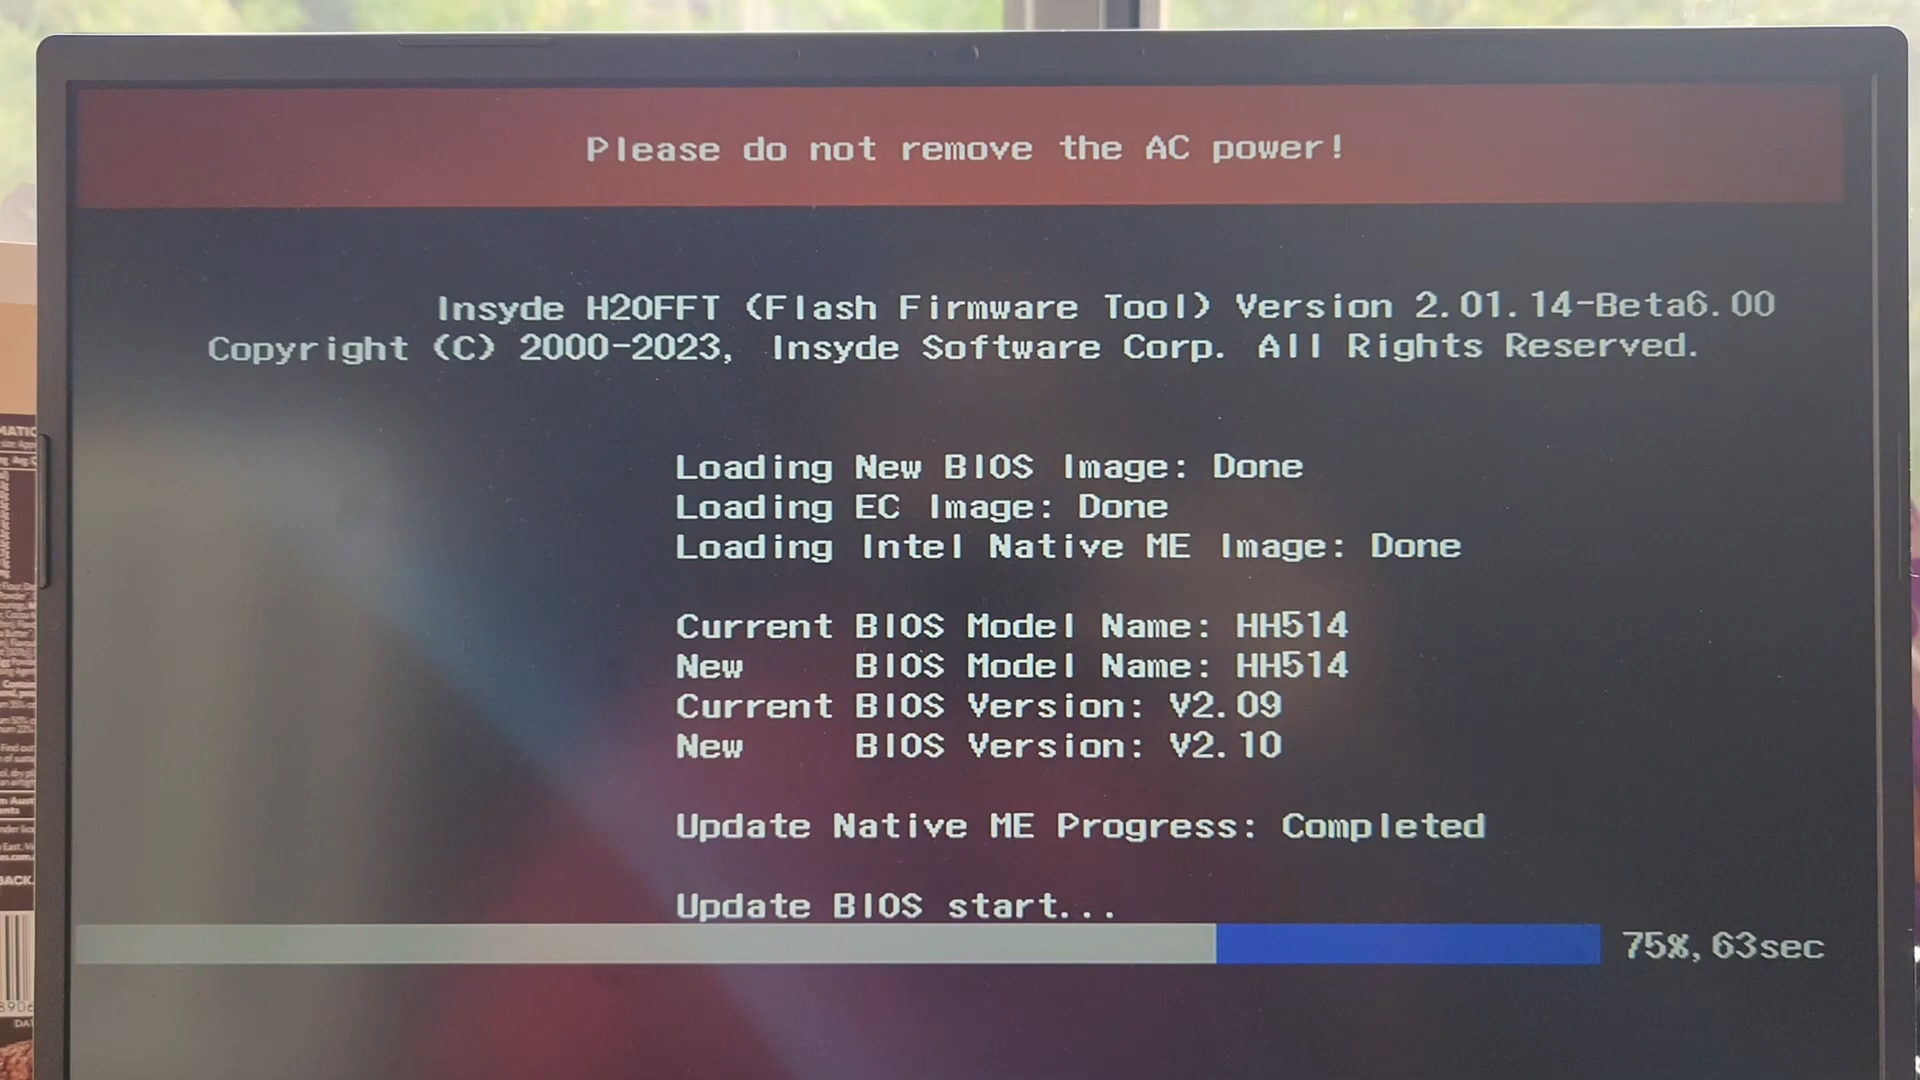 Please do not remove the AC power!
Insyde H2OFFT (Flash Firmware Tool) Version 2.01.14-Beta6.00
Copyright (C) 2000-2023, Insyde Software Corp. All Rights Reserved.
Loading New BIOS Image: Done
Loading EC Image: Done
Loading Intel Native ME Image: Done
Current BIOS Model Name: HH514
New BIOS Model Name: HH514
Current BIOS Version: V2.09
New BIOS Version: V2.10
Update Native ME Progress: Completed
Update BIOS start...
75%, 63sec